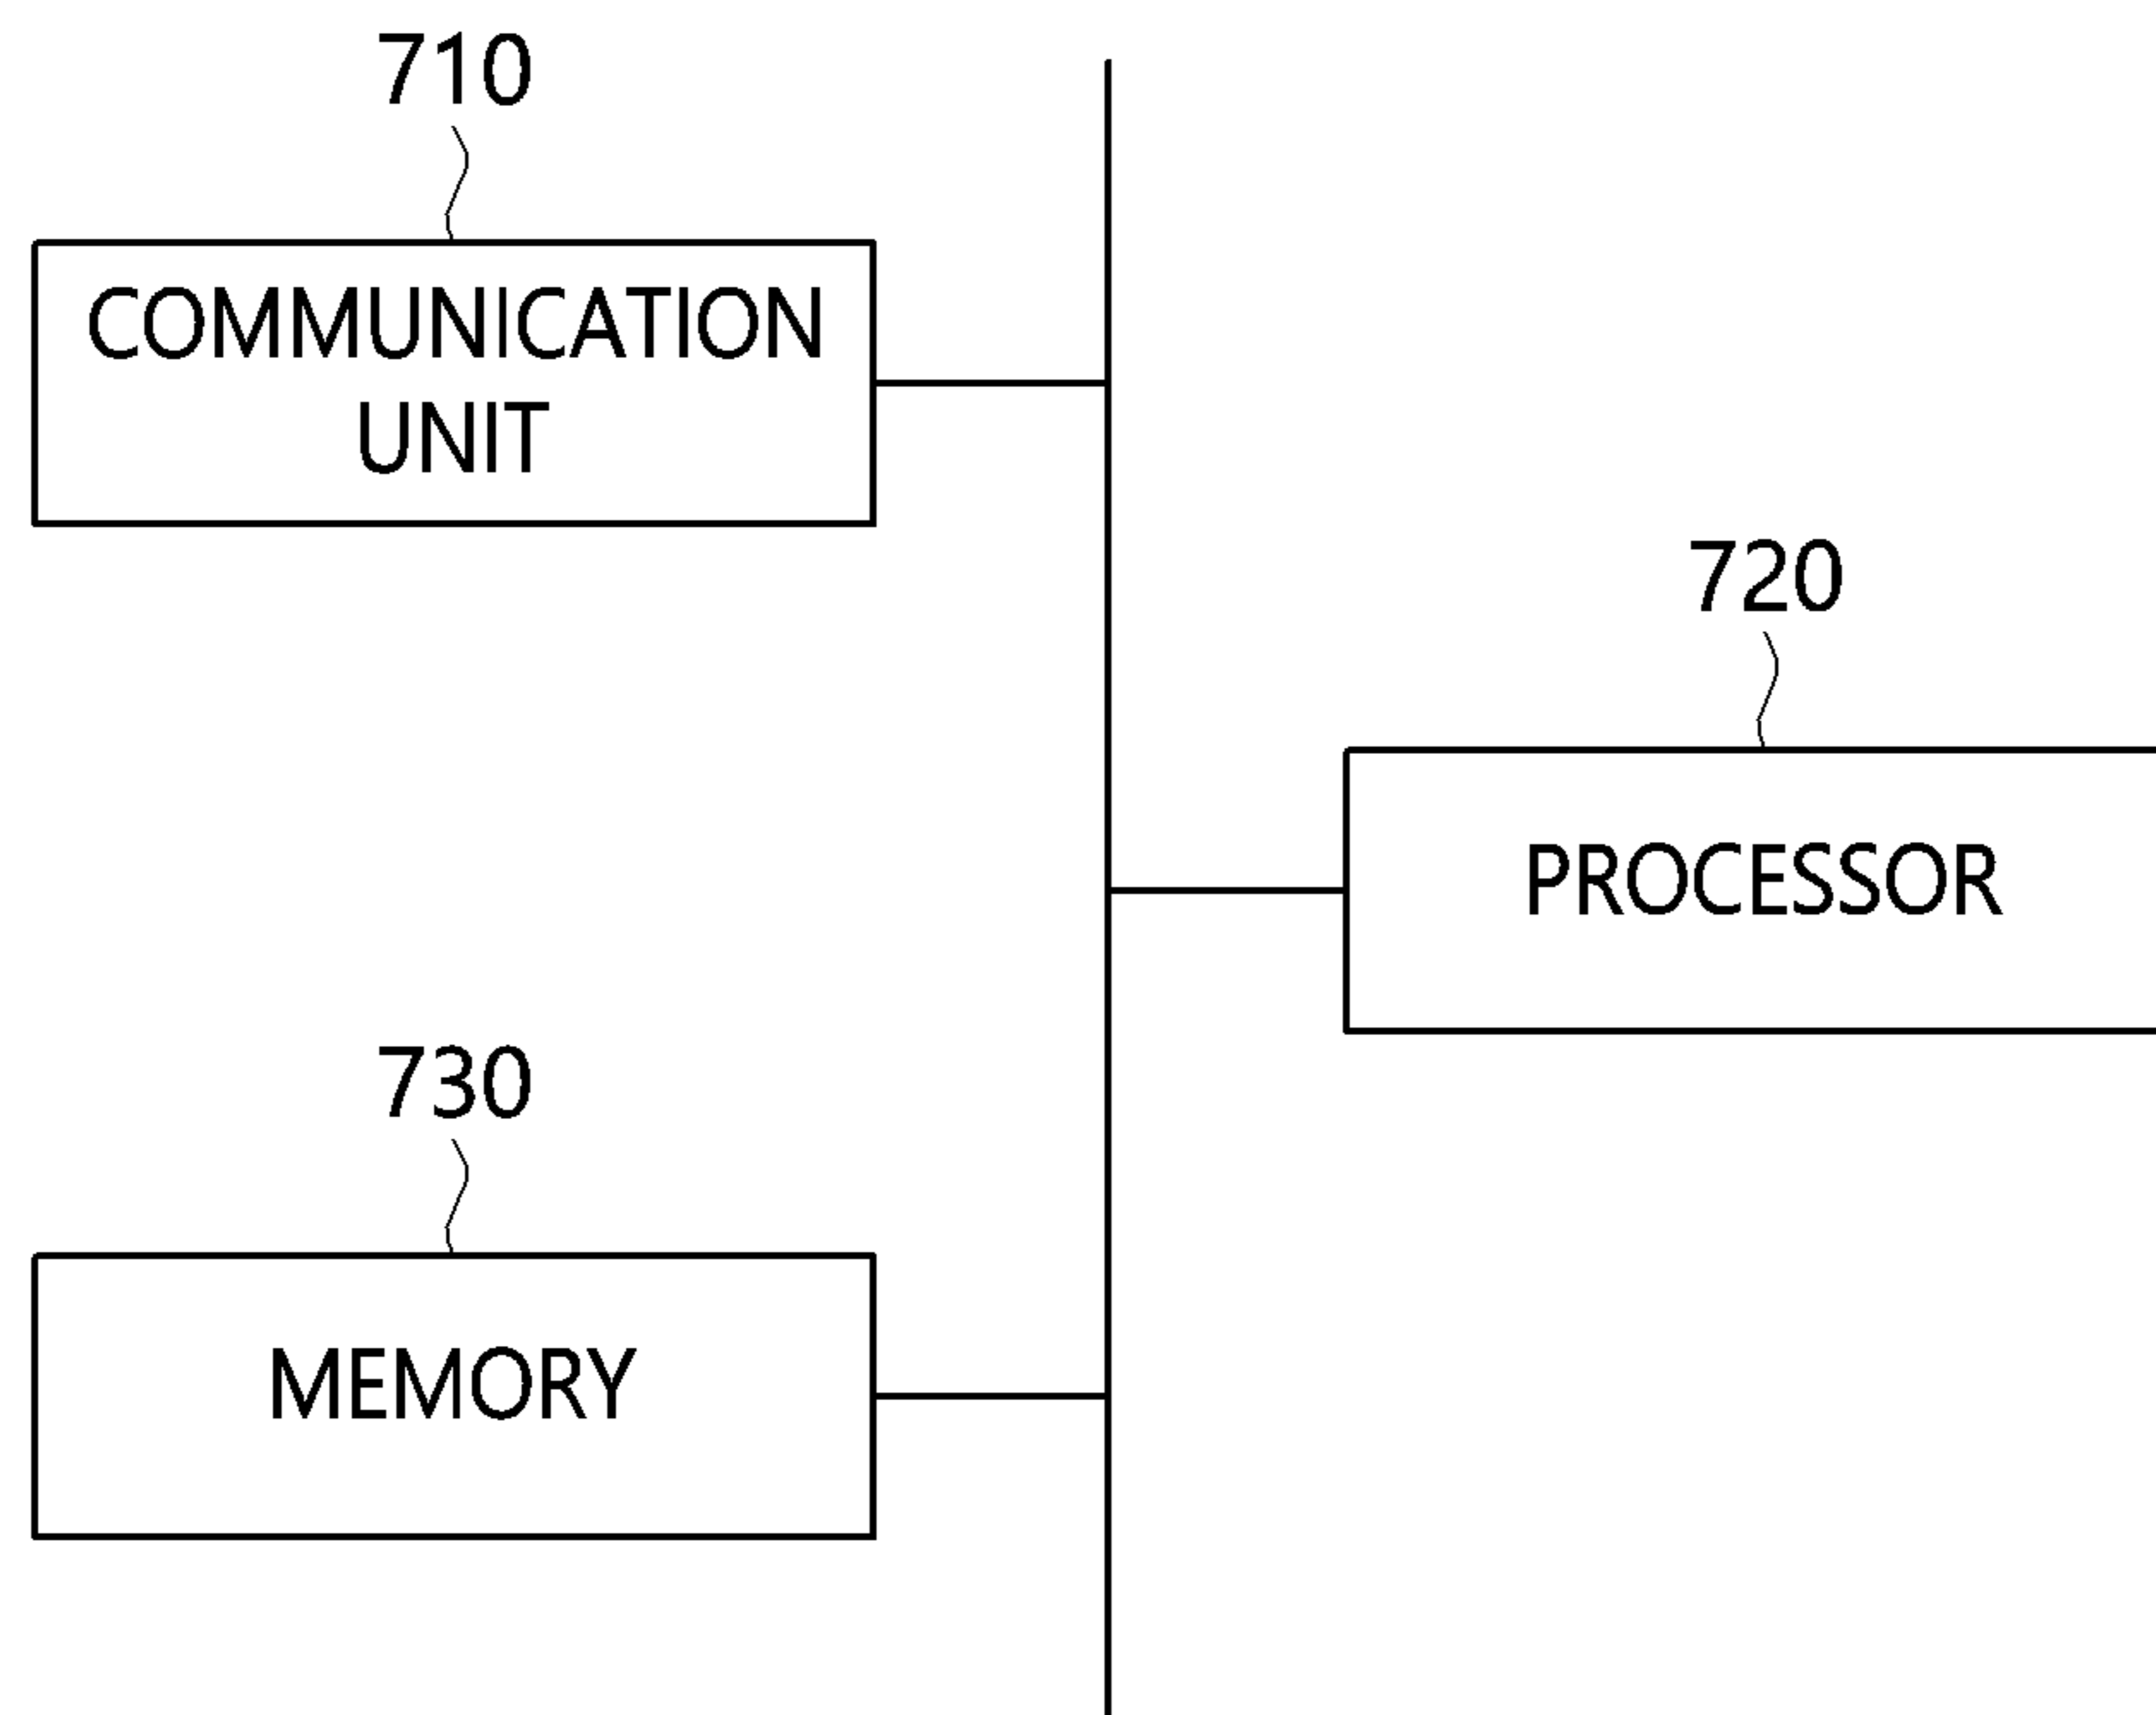 710
COMMUNICATION
UNIT
720
PROCESSOR
730
MEMORY